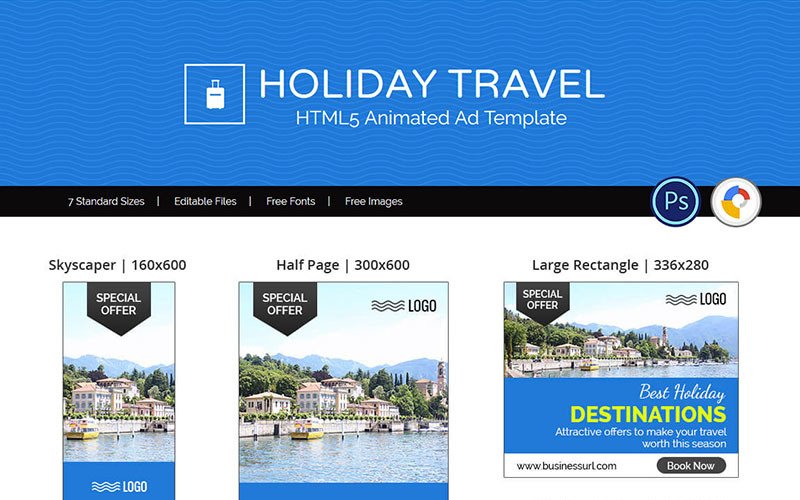 HOLIDAY TRAVEL
HTML5 Animated Ad Template
7 Standard Sizes | Editable Files | Free Fonts | Free Images
Ps
Skyscaper | 160x600
SPECIAL
OFFER
LOGO
Half Page | 300x600
SPECIAL
OFFER
LOGO
Large Rectangle | 336x280
SPECIAL
OFFER
LOGO
Best Holiday
DESTINATIONS
Attractive offers to make your travel
worth this season
www.businessurl.com
Book Now